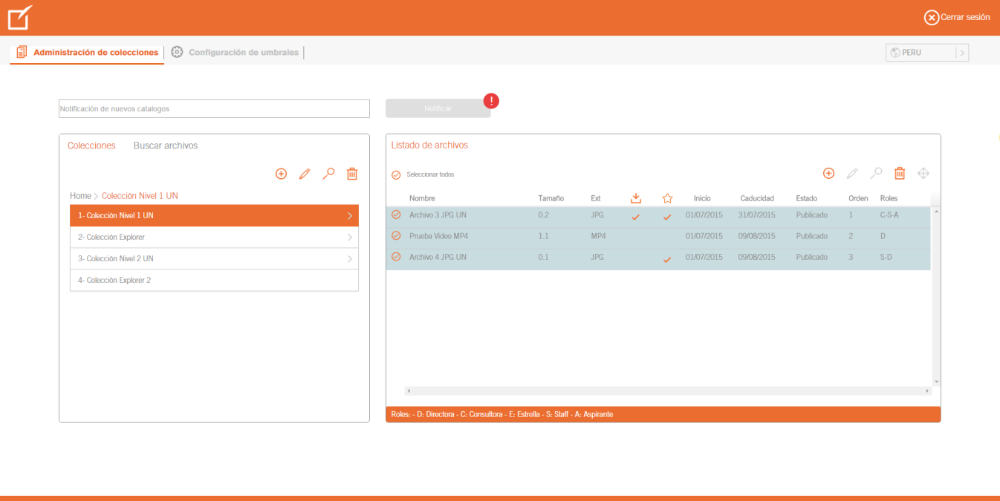 Cerrar sesión
Administración de colecciones Configuración de umbrales PERU
Notificación de nuevos catalogos Notificar !
Colecciones Buscar archivos
Home > Colección Nivel 1 UN
1- Colección Nivel 1 UN
2- Colección Explorer
3- Colección Nivel 2 UN
4- Colección Explorer 2
Listado de archivos
Seleccionar todos
Nombre Tamaño Ext Inicio Caducidad Estado Orden Roles
Archivo 3 JPG UN 0.2 JPG 01/07/2015 31/07/2015 Publicado 1 C-S-A
Prueba Video MP4 1.1 MP4 01/07/2015 09/08/2015 Publicado 2 D
Archivo 4 JPG UN 0.1 JPG 01/07/2015 09/08/2015 Publicado 3 S-D
Roles: - D: Directora - C: Consultora - E: Estrella - S: Staff - A: Aspirante